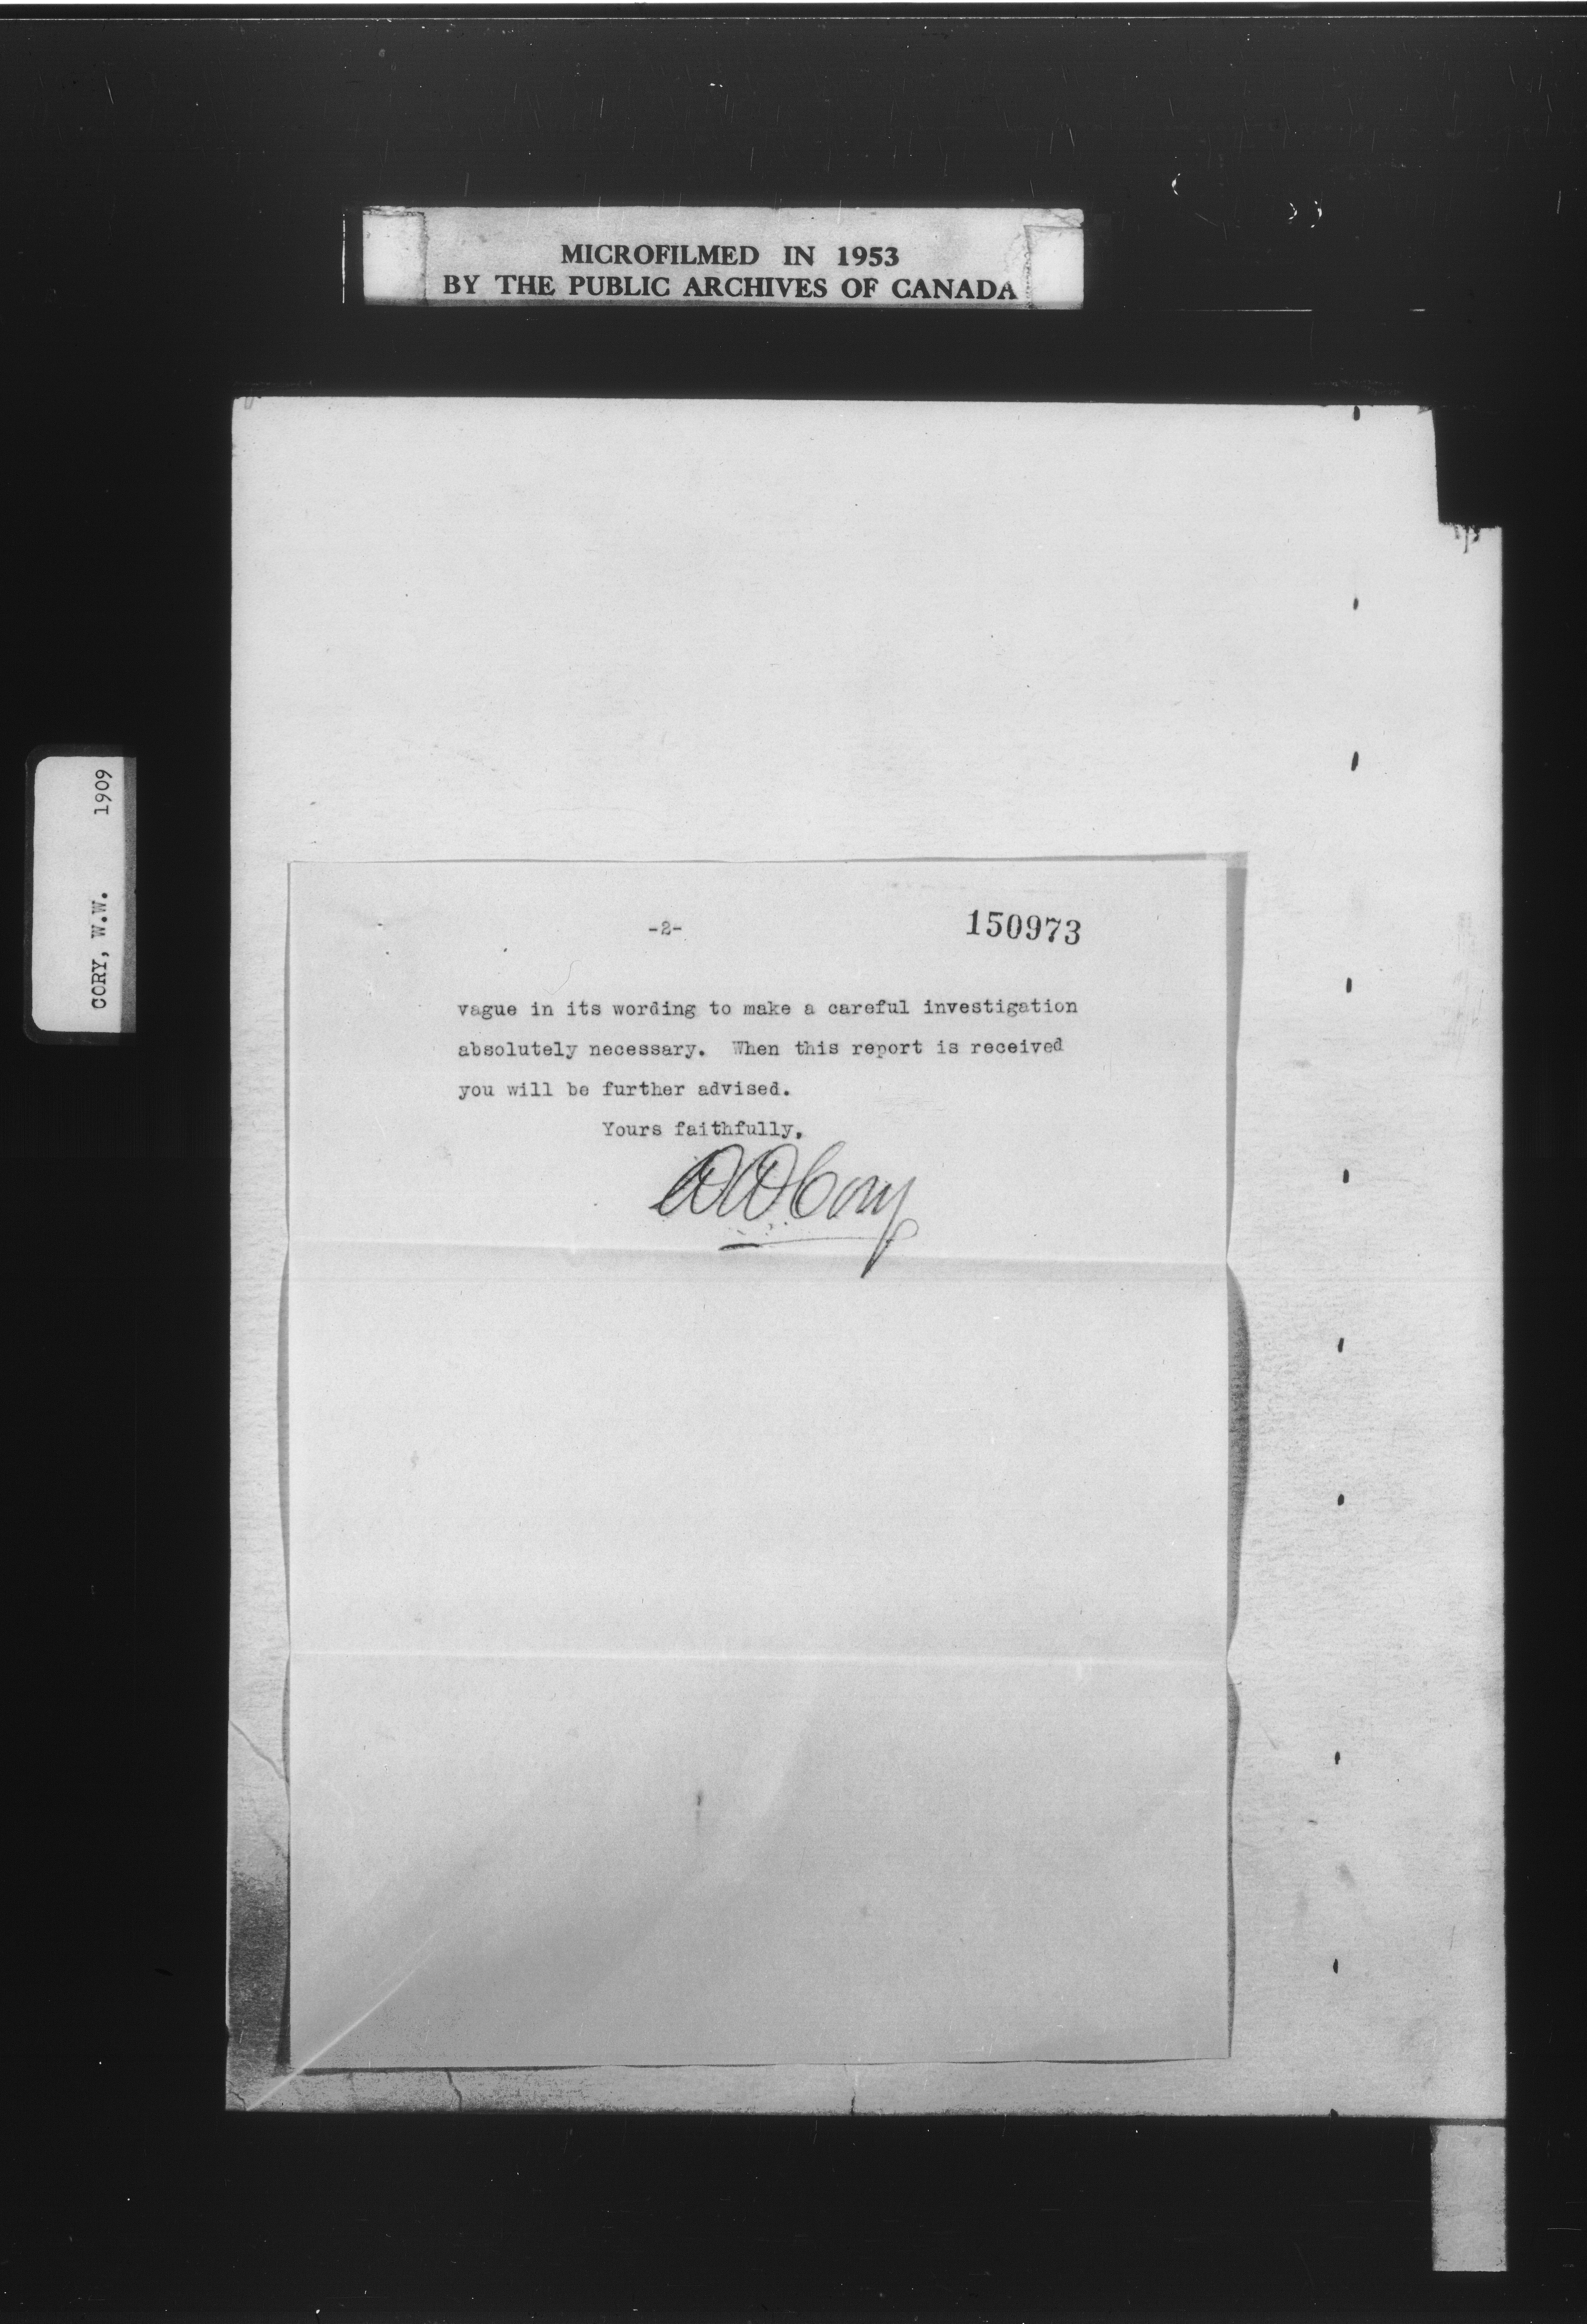 MICROFILMED IN 1953
BY THE PUBLIC ARCHIVES OF CANADA
CORY, W.W. 1909
-2-
150973
vague in its wording to make a careful investigation
absolutely necessary. When this report is received
you will be further advised.
Yours faithfully,
WWCory